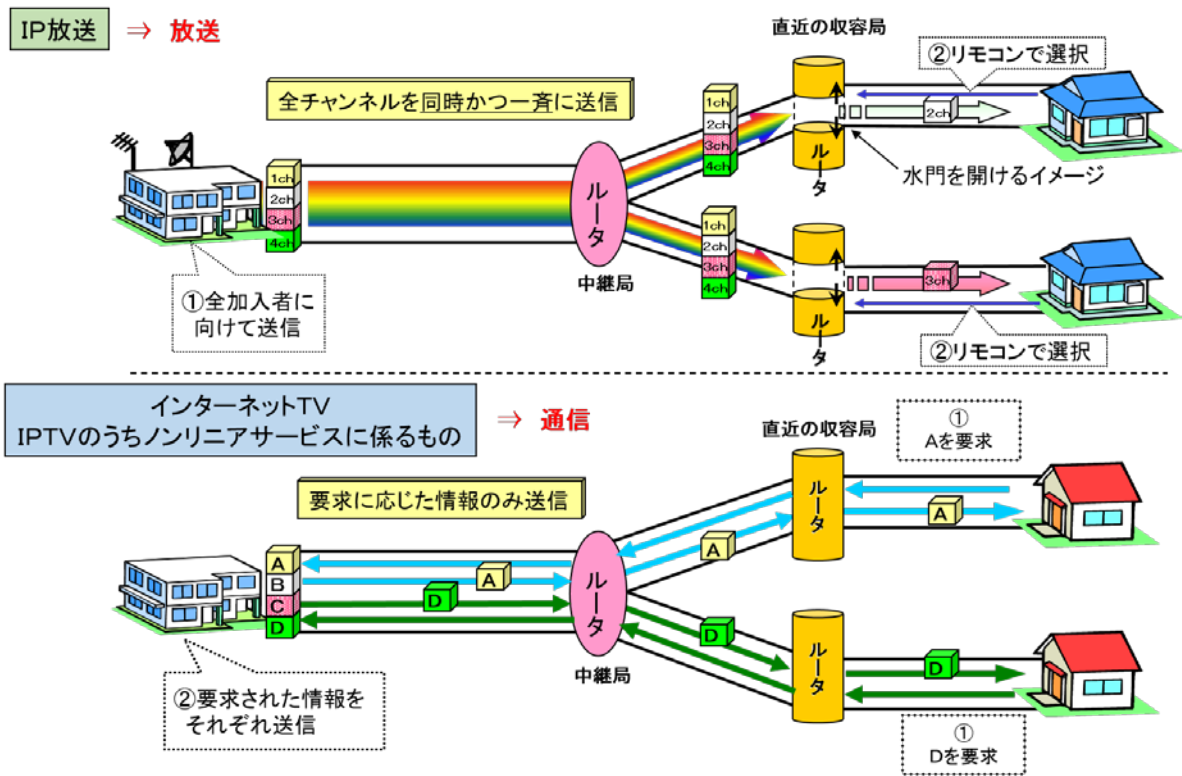 IP放送
⇒ 放送
直近の収容局
②リモコンで選択
全チャンネルを同時かつ一斉に送信
1ch
2ch
3ch
4ch
1ch
2ch
3ch
4ch
ルータ
2ch
水門を開けるイメージ
ルータ
中継局
①全加入者に
向けて送信
1ch
2ch
3ch
4ch
3ch
ルータ
②リモコンで選択
インターネットTV
IPTVのうちノンリニアサービスに係るもの
⇒ 通信
直近の収容局
①
Aを要求
要求に応じた情報のみ送信
ルータ
A
A
A
B
C
D
A
D
ルータ
中継局
D
ルータ
D
②要求された情報を
それぞれ送信
①
Dを要求